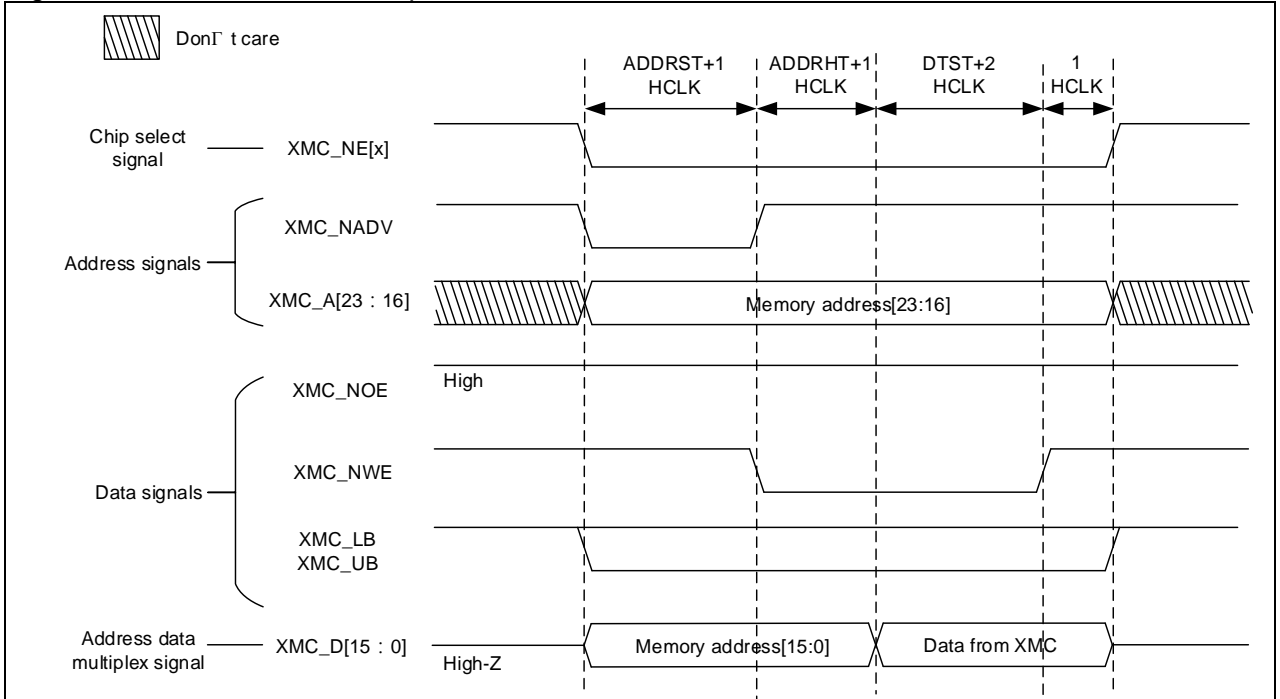 DonΓ t care
ADDRST+1
HCLK
ADDRHT+1
HCLK
DTST+2
HCLK
1
HCLK
Chip select
signal
XMC_NE[x]
XMC_NADV
Address signals
XMC_A[23：16]
Memory address[23:16]
High
XMC_NOE
XMC_NWE
Data signals
XMC_LB
XMC_UB
Address data
multiplex signal
XMC_D[15：0]
High-Z
Memory address[15:0]
Data from XMC